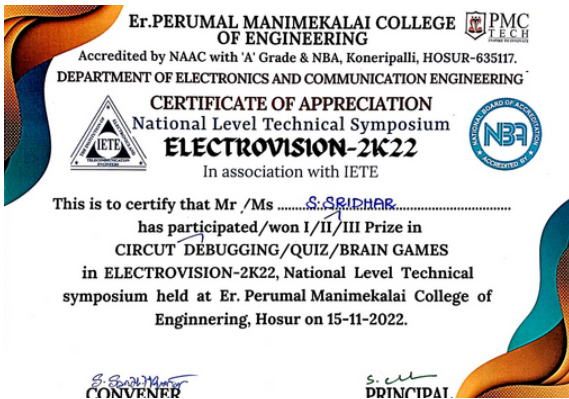 Er.PERUMAL MANIMEKALAI COLLEGE
OF ENGINEERING
PMC
TECH
Accredited by NAAC with 'A' Grade & NBA, Koneripalli, HOSUR-635117.
DEPARTMENT OF ELECTRONICS AND COMMUNICATION ENGINEERING
CERTIFICATE OF APPRECIATION
National Level Technical Symposium
ELECTROVISION-2K22
In association with IETE
IETE
TELECOMMUNICATION
ENGINEERS
NATIONAL BOARD OF ACCREDITATION
NBA
ACCREDITED
This is to certify that Mr /Ms ....S.SRIDHAR....
has participated/won I/II/III Prize in
CIRCUT DEBUGGING/QUIZ/BRAIN GAMES
in ELECTROVISION-2K22, National Level Technical
symposium held at Er. Perumal Manimekalai College of
Enginnering, Hosur on 15-11-2022.
CONVENER
PRINCIPAL